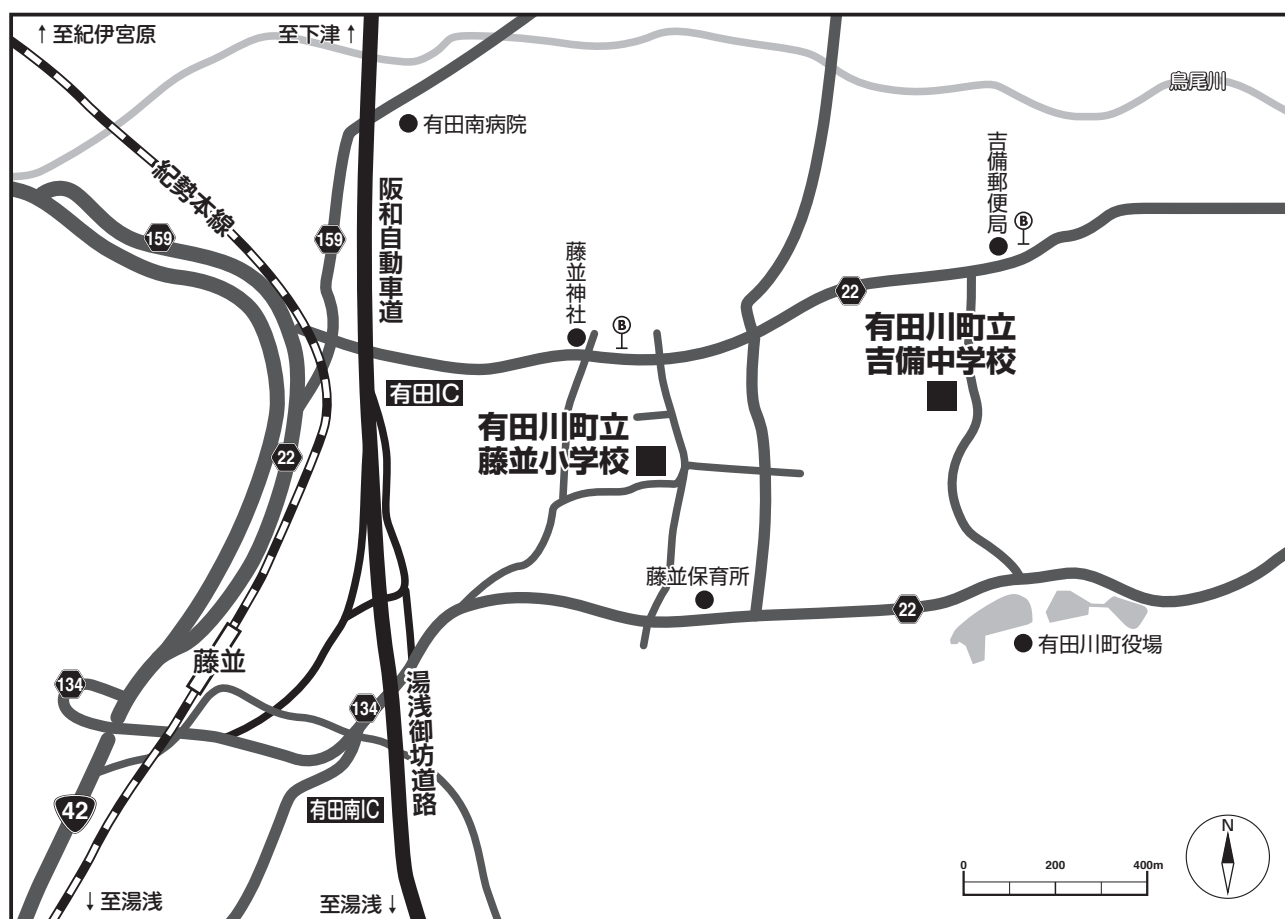 ↑至紀伊宮原
至下津↑
鳥尾川
有田南病院
吉備郵便局
B
紀勢本線
阪和自動車道
159
159
藤並神社
B
22
有田川町立
吉備中学校
有田IC
有田川町立
藤並小学校
22
藤並保育所
22
有田川町役場
藤並
134
134
湯浅御坊道路
42
有田南IC
N
0 200 400m
↓至湯浅
至湯浅↓